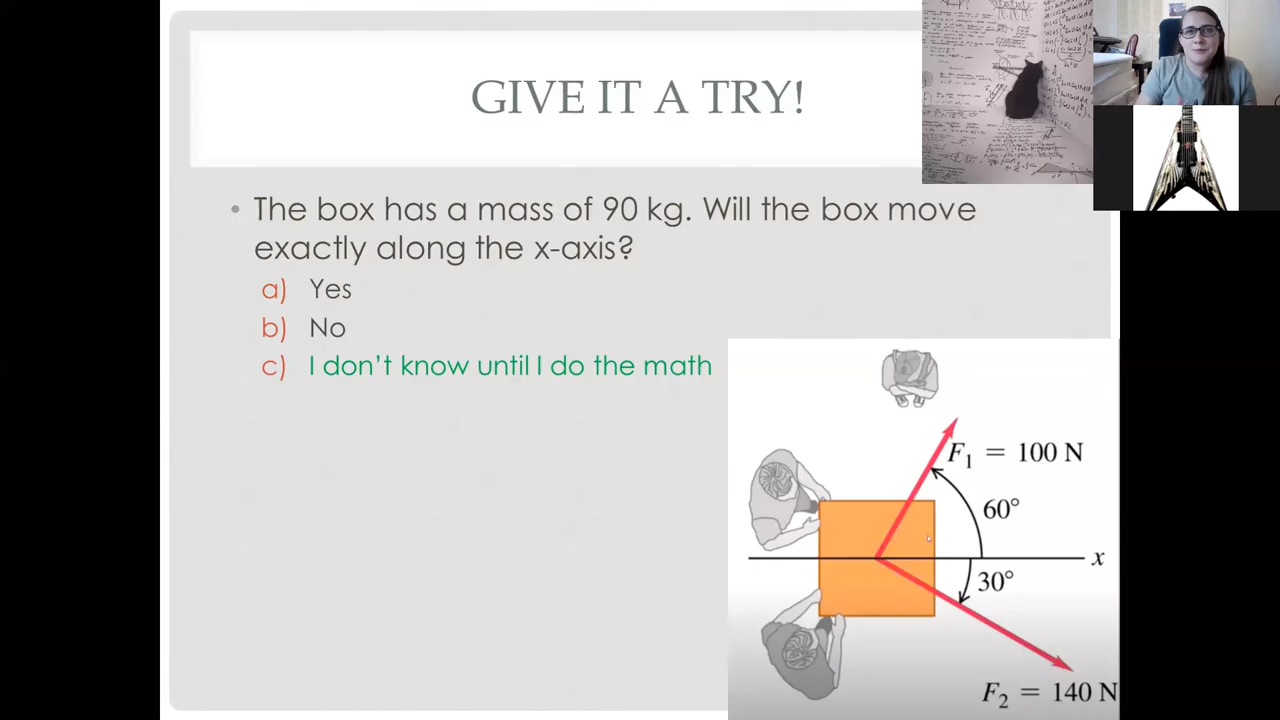 GIVE IT A TRY!
• The box has a mass of 90 kg. Will the box move
exactly along the x-axis?
a) Yes
b) No
c) I don't know until I do the math
F₁ = 100 N
60°
x
30°
F₂ = 140 N